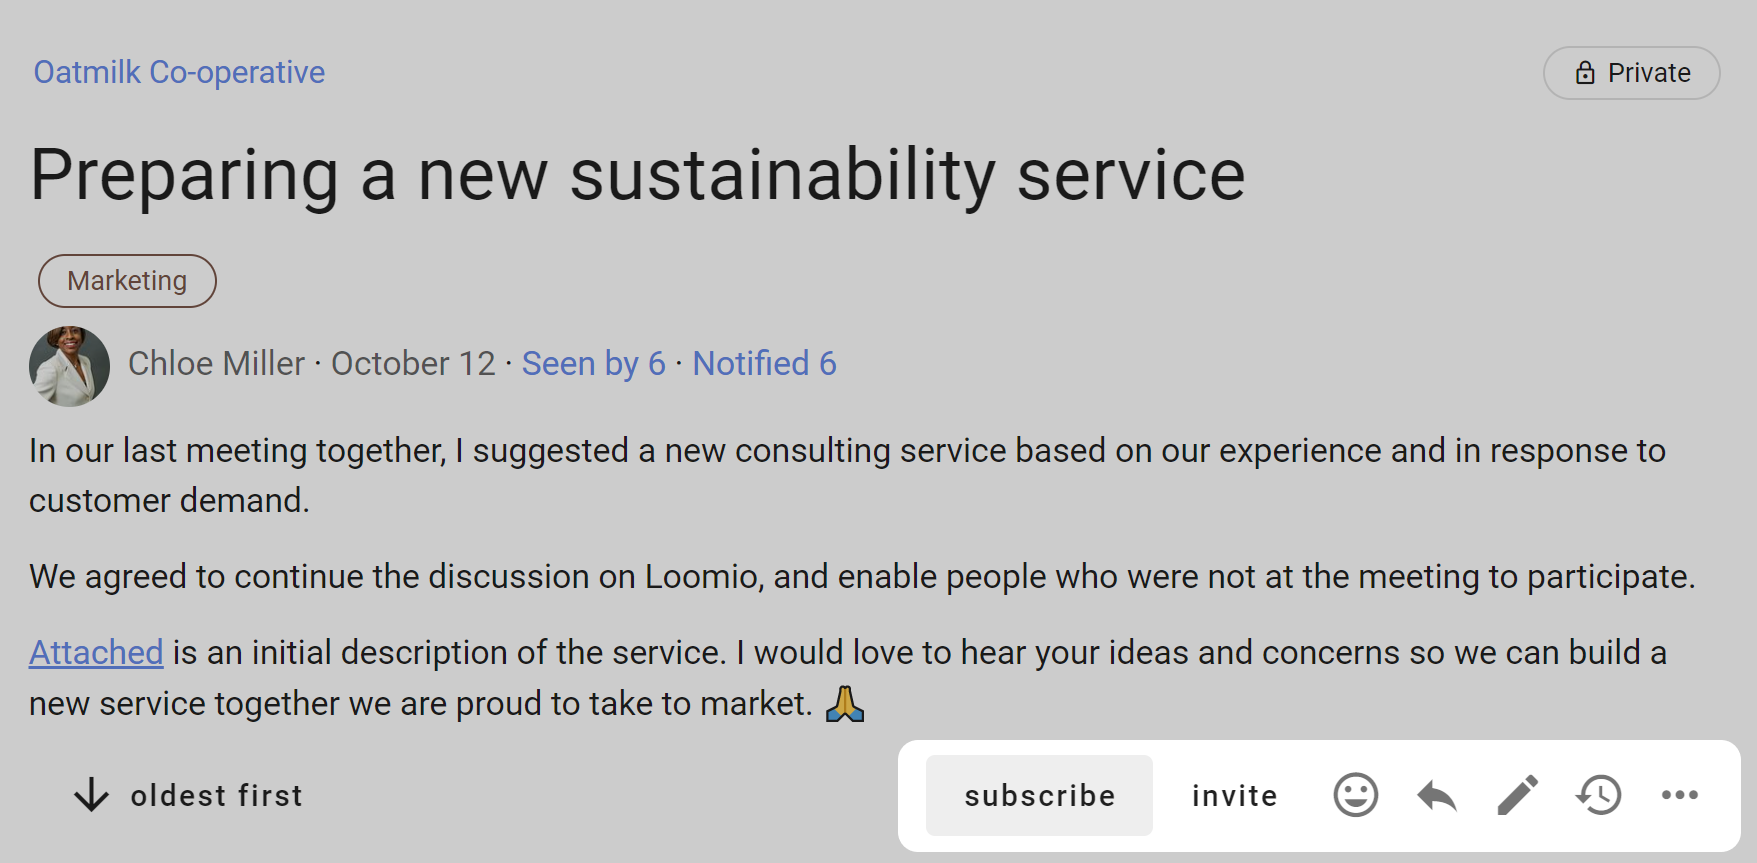 Oatmilk Co-operative
Private
Preparing a new sustainability service
Marketing
Chloe Miller · October 12 · Seen by 6 · Notified 6
In our last meeting together, I suggested a new consulting service based on our experience and in response to
customer demand.
We agreed to continue the discussion on Loomio, and enable people who were not at the meeting to participate.
Attached is an initial description of the service. I would love to hear your ideas and concerns so we can build a
new service together we are proud to take to market. 🙏
oldest first
subscribe
invite